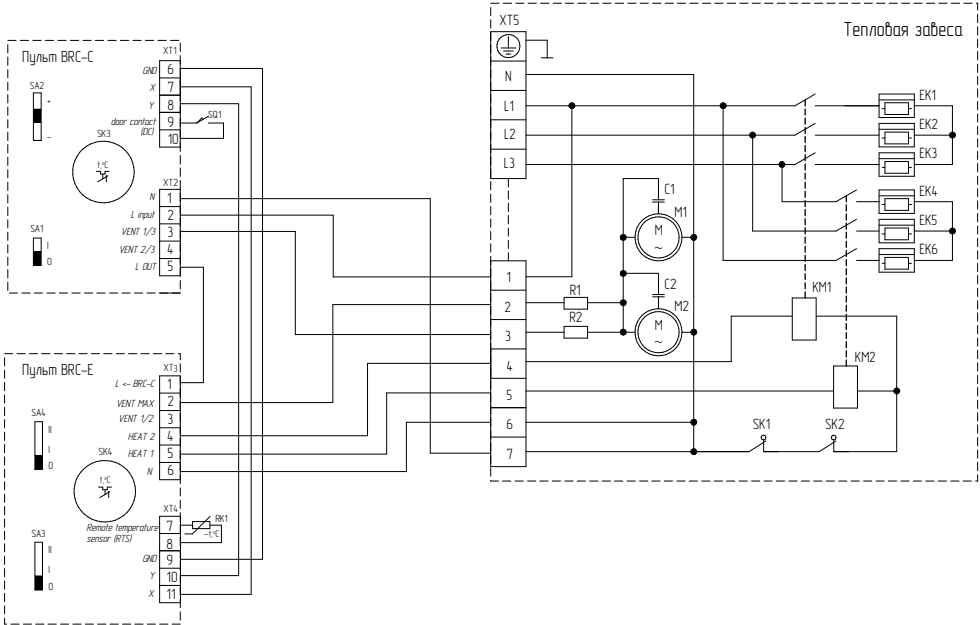 Пульт BRC-C
XT1
SA2
+
-
SK3
t,°C
GND 6
X 7
Y 8
door contact 9
(DC) 10
SQ1
XT2
N 1
L input 2
VENT 1/3 3
VENT 2/3 4
L OUT 5
SA1
I
0
Пульт BRC-E
XT3
L <- BRC-C 1
VENT MAX 2
VENT 1/2 3
HEAT 2 4
HEAT 1 5
N 6
SA4
II
I
0
SK4
t,°C
XT4
Remote temperature 7
sensor (RTS) 8
GND 9
Y 10
X 11
RK1
-t,°C
SA3
II
I
0
XT5
Тепловая завеса
N
L1
L2
L3
1
2
3
4
5
6
7
EK1
EK2
EK3
EK4
EK5
EK6
C1
M1
M
~
C2
M2
M
~
R1
R2
KM1
KM2
SK1
SK2